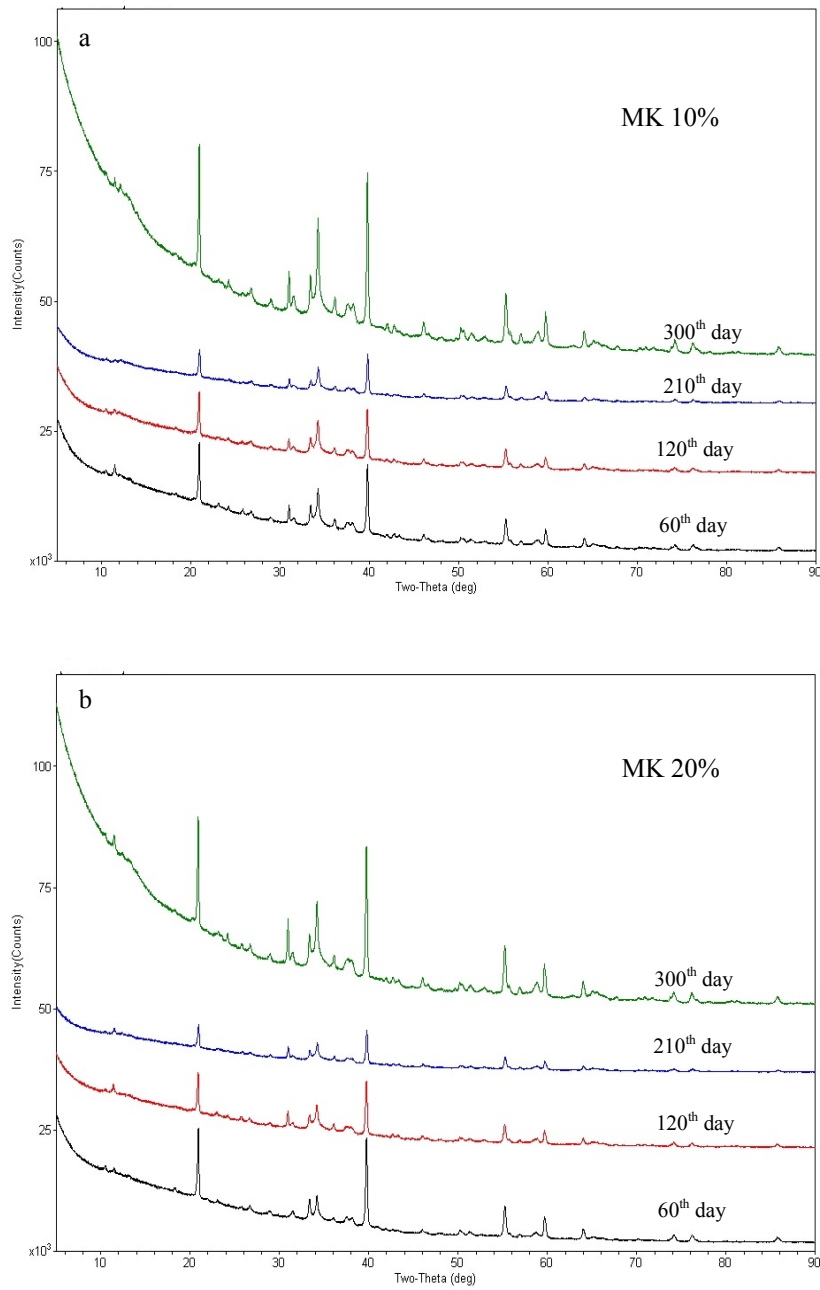 a
MK 10%
100
75
50
25
x10³
Intensity(Counts)
300th day
210th day
120th day
60th day
10 20 30 40 50 60 70 80 90
Two-Theta (deg)
b
MK 20%
100
75
50
25
x10³
Intensity(Counts)
300th day
210th day
120th day
60th day
10 20 30 40 50 60 70 80 90
Two-Theta (deg)